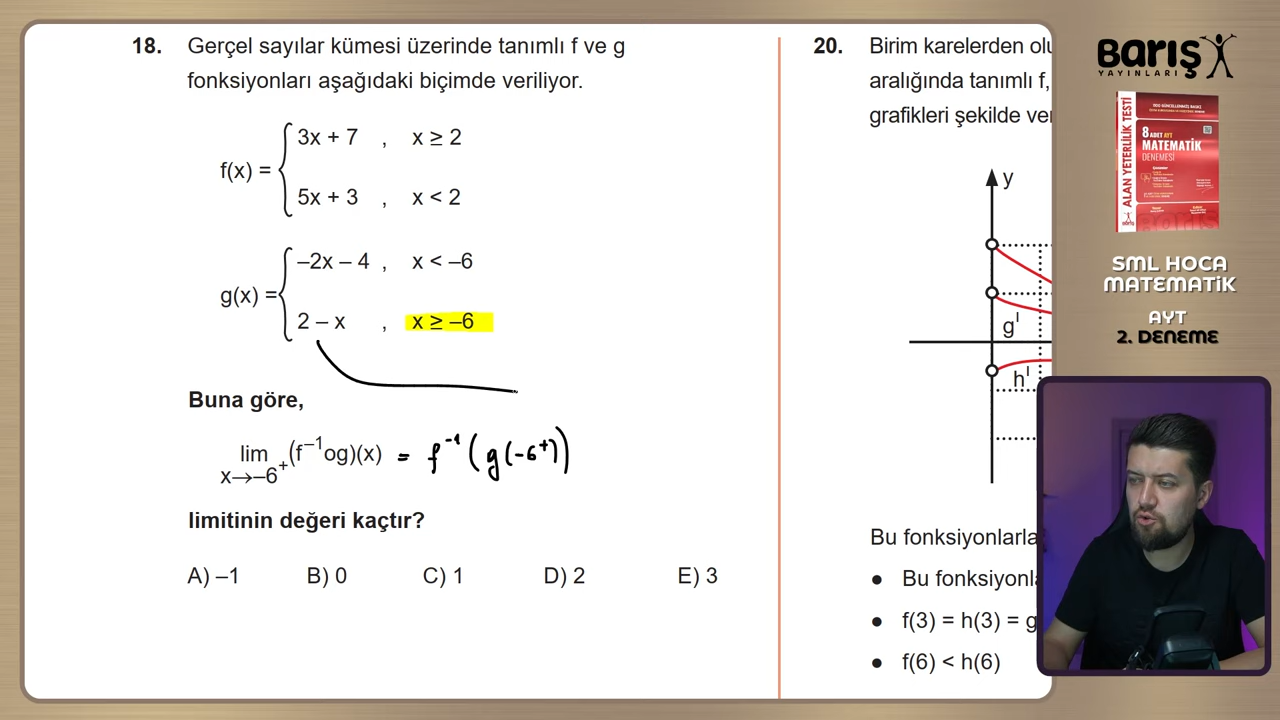 18. Gerçel sayılar kümesi üzerinde tanımlı f ve g
fonksiyonları aşağıdaki biçimde veriliyor.
f(x) = { 3x + 7 , x ≥ 2
5x + 3 , x < 2
g(x) = { –2x – 4 , x < –6
2 – x , x ≥ –6
Buna göre,
lim (f⁻¹og)(x) = f⁻¹(g(-6⁺))
x→–6⁺
limitinin değeri kaçtır?
A) –1 B) 0 C) 1 D) 2 E) 3
20. Birim karelerden olu
aralığında tanımlı f,
grafikleri şekilde ver
y
g'
h'
Bu fonksiyonlarla
● Bu fonksiyonla
● f(3) = h(3) = g
● f(6) < h(6)
BARIŞ
YAYINLARI
ALAN YETERLİLİK TESTİ
8 ADET AYT
MATEMATİK
DENEMESİ
BARIŞ
SML HOCA
MATEMATİK
AYT
2. DENEME